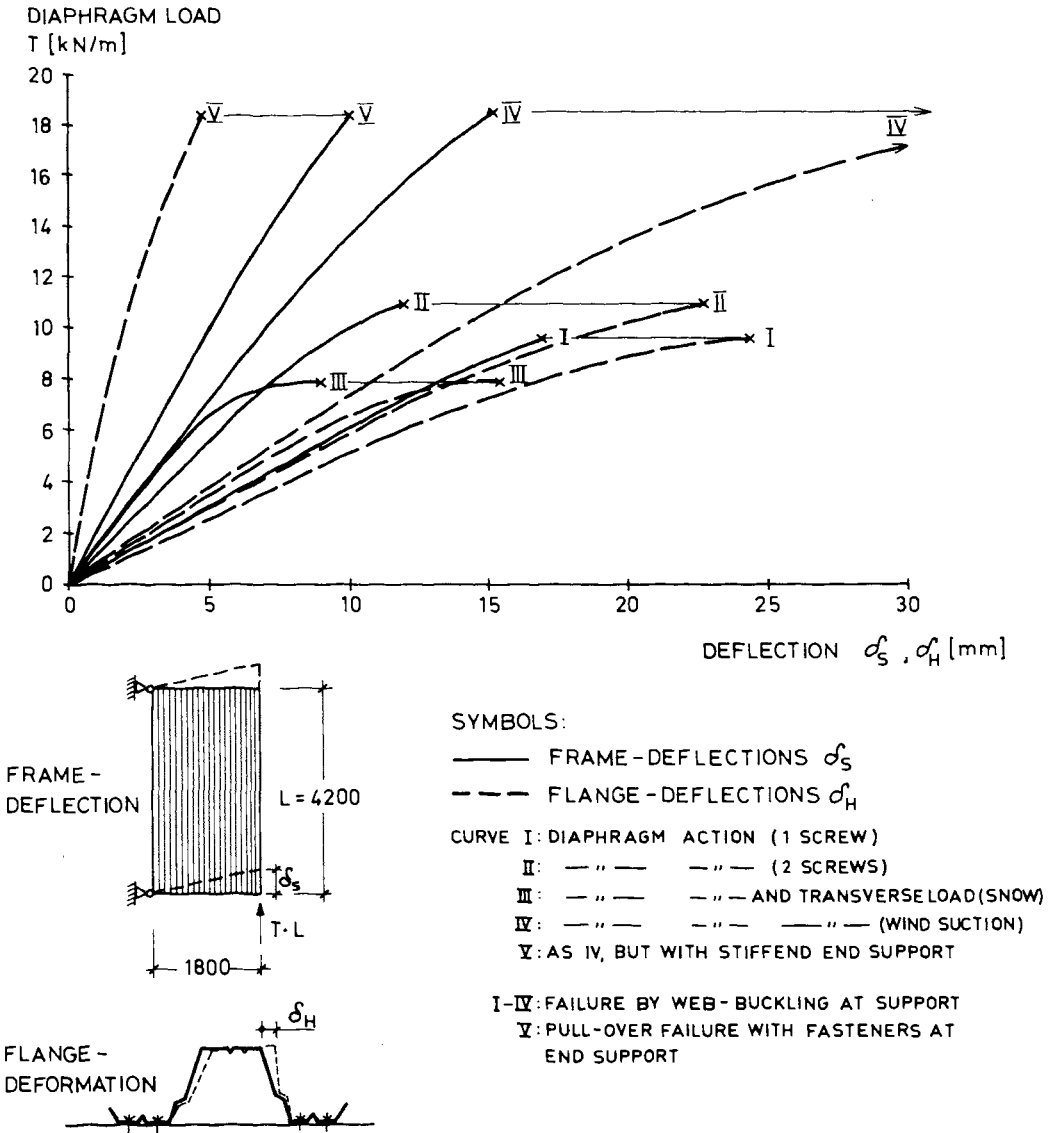 DIAPHRAGM LOAD
T [kN/m]
20
18
16
14
12
10
8
6
4
2
0
V
V
IV
IV
II
II
I
I
III
III
0 5 10 15 20 25 30
DEFLECTION δS , δH [mm]
FRAME-
DEFLECTION
L = 4200
δS
T·L
1800
FLANGE-
DEFORMATION
δH
SYMBOLS:
FRAME-DEFLECTIONS δS
FLANGE-DEFLECTIONS δH
CURVE I: DIAPHRAGM ACTION (1 SCREW)
II: — " — — " — (2 SCREWS)
III: — " — — " — AND TRANSVERSE LOAD (SNOW)
IV: — " — — " — — " — (WIND SUCTION)
V: AS IV, BUT WITH STIFFEND END SUPPORT
I-IV: FAILURE BY WEB-BUCKLING AT SUPPORT
V: PULL-OVER FAILURE WITH FASTENERS AT
END SUPPORT